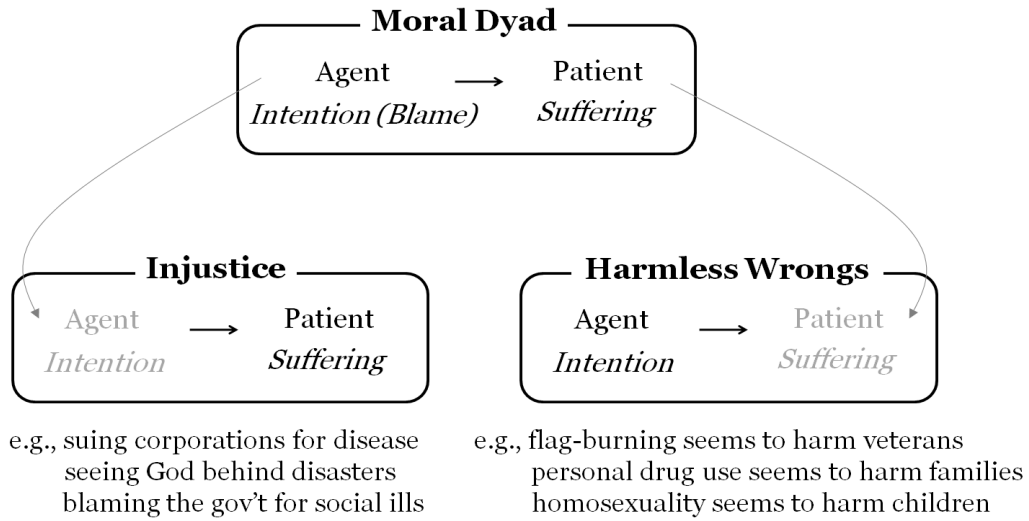 Moral Dyad
Agent → Patient
Intention (Blame) Suffering
Injustice
Agent → Patient
Intention Suffering
e.g., suing corporations for disease
seeing God behind disasters
blaming the gov't for social ills
Harmless Wrongs
Agent → Patient
Intention Suffering
e.g., flag-burning seems to harm veterans
personal drug use seems to harm families
homosexuality seems to harm children